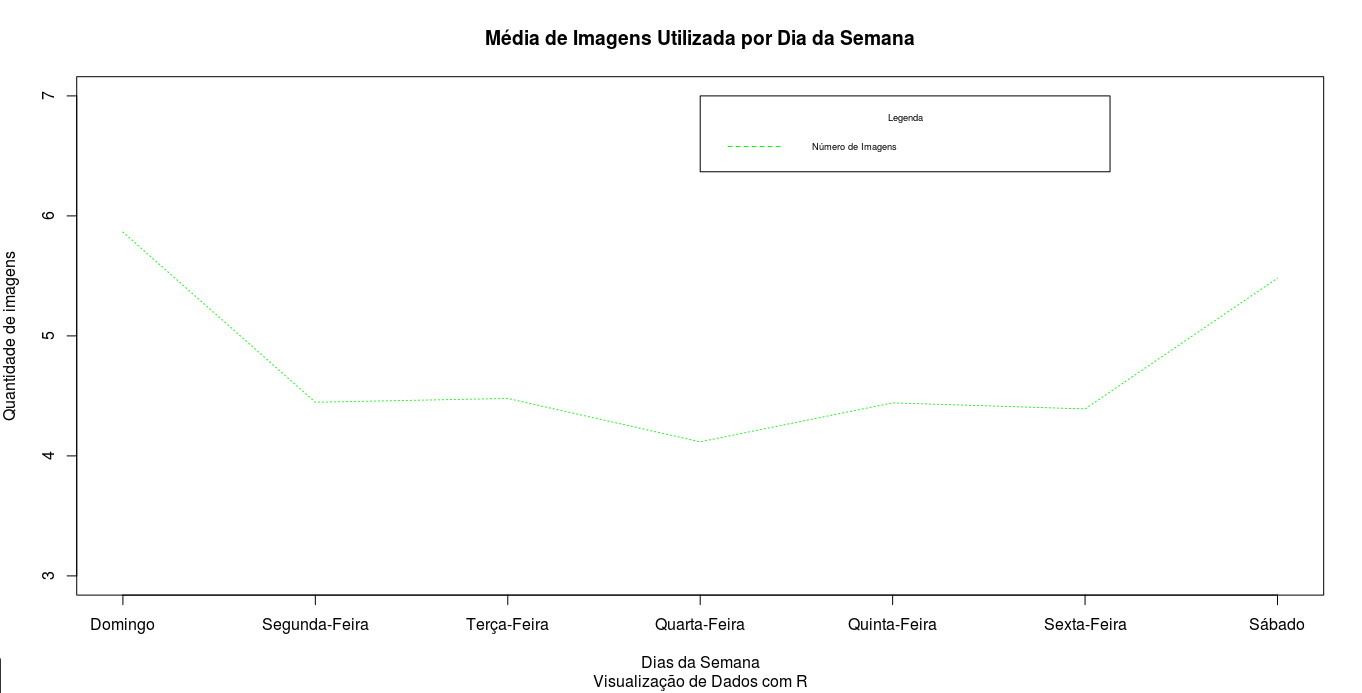 Média de Imagens Utilizada por Dia da Semana
7
Legenda
Número de Imagens
6
5
4
3
Quantidade de imagens
Domingo Segunda-Feira Terça-Feira Quarta-Feira Quinta-Feira Sexta-Feira Sábado
Dias da Semana
Visualização de Dados com R